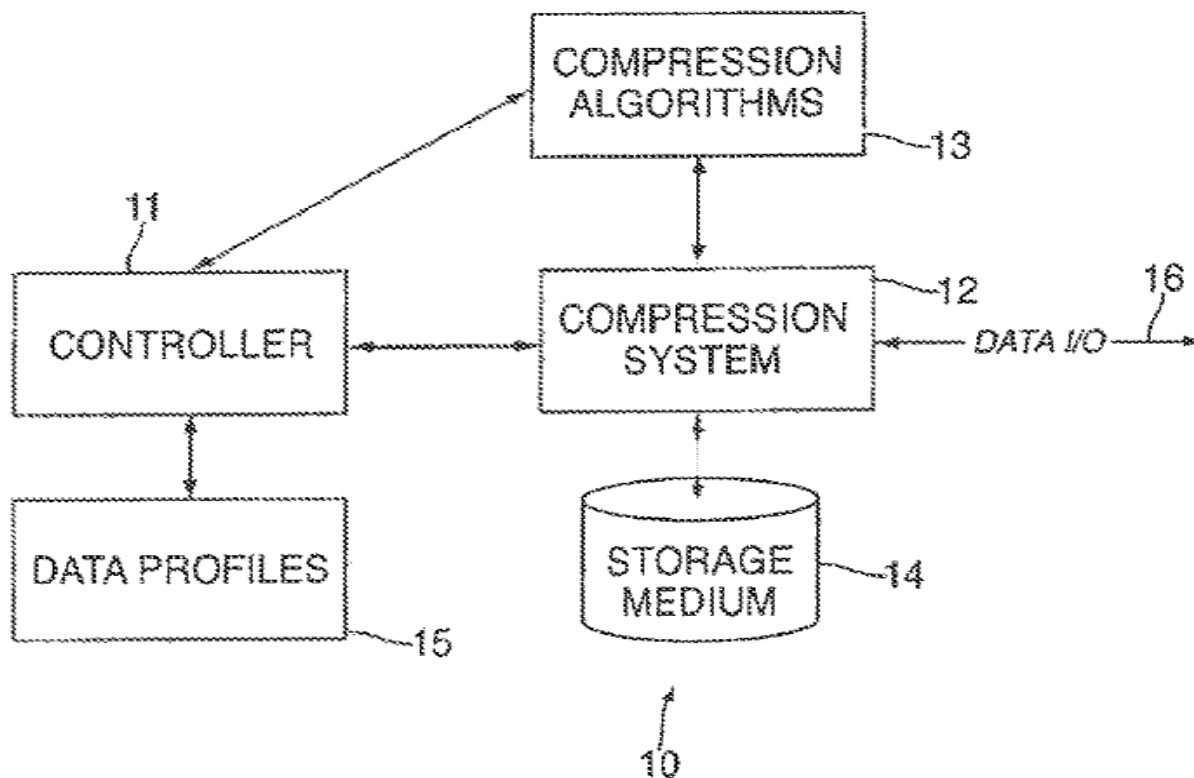 COMPRESSION
ALGORITHMS
13
11
CONTROLLER
COMPRESSION
SYSTEM
12
DATA I/O
16
DATA PROFILES
15
STORAGE
MEDIUM
14
10